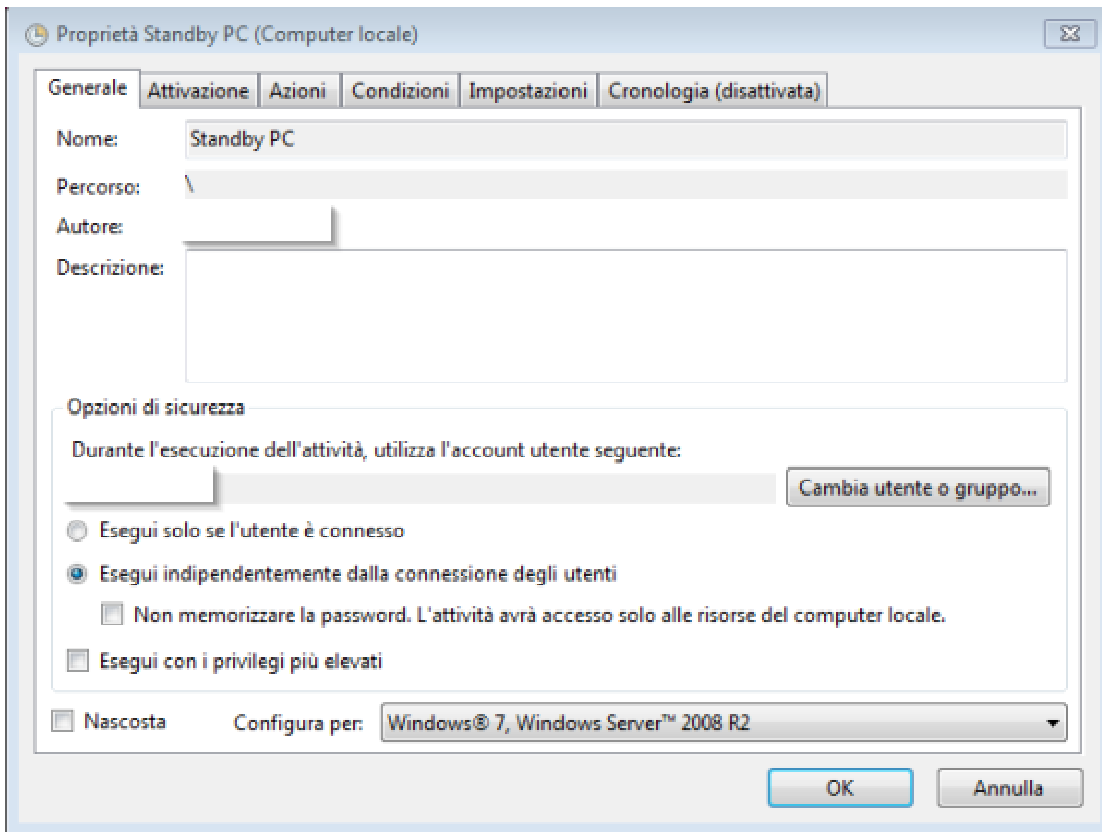 Proprietà Standby PC (Computer locale)
Generale Attivazione Azioni Condizioni Impostazioni Cronologia (disattivata)
Nome: Standby PC
Percorso: \
Autore:
Descrizione:
Opzioni di sicurezza
Durante l'esecuzione dell'attività, utilizza l'account utente seguente:
Cambia utente o gruppo...
Esegui solo se l'utente è connesso
Esegui indipendentemente dalla connessione degli utenti
Non memorizzare la password. L'attività avrà accesso solo alle risorse del computer locale.
Esegui con i privilegi più elevati
Nascosta Configura per: Windows® 7, Windows Server™ 2008 R2
OK Annulla